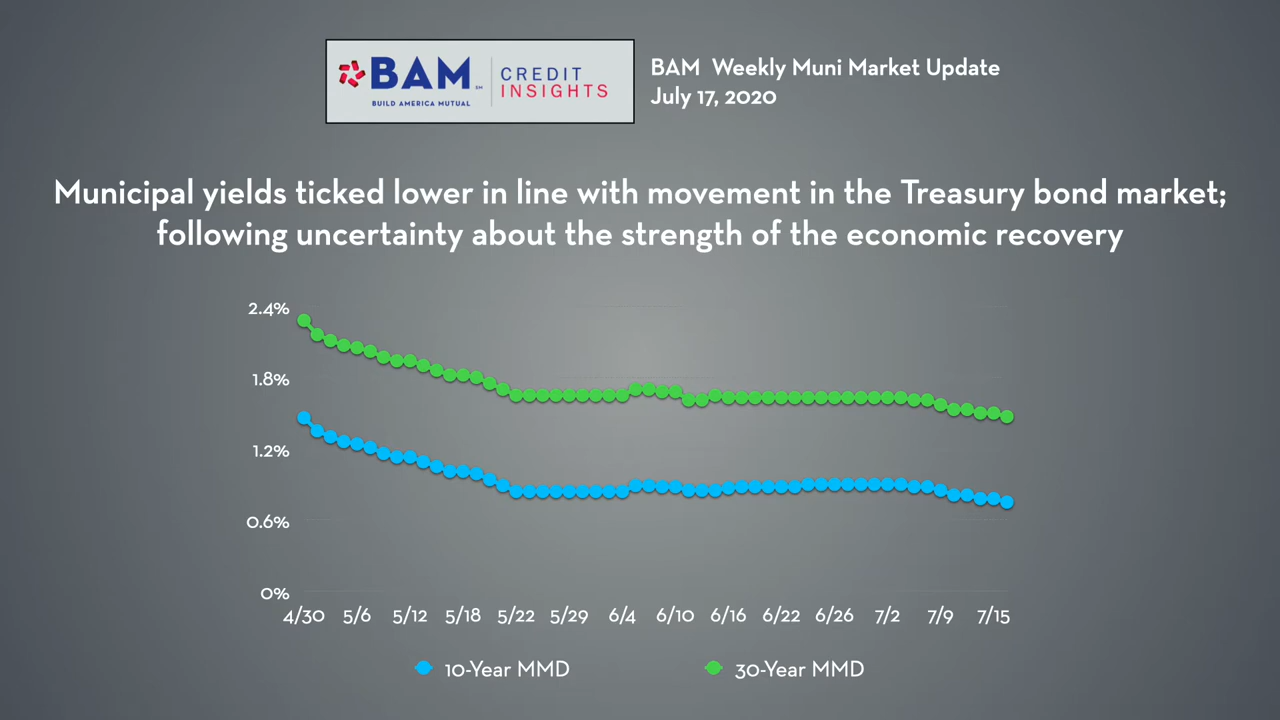 BAM SM
BUILD AMERICA MUTUAL
CREDIT
INSIGHTS
BAM Weekly Muni Market Update
July 17, 2020
Municipal yields ticked lower in line with movement in the Treasury bond market;
following uncertainty about the strength of the economic recovery
2.4%
1.8%
1.2%
0.6%
0%
4/30 5/6 5/12 5/18 5/22 5/29 6/4 6/10 6/16 6/22 6/26 7/2 7/9 7/15
10-Year MMD 30-Year MMD